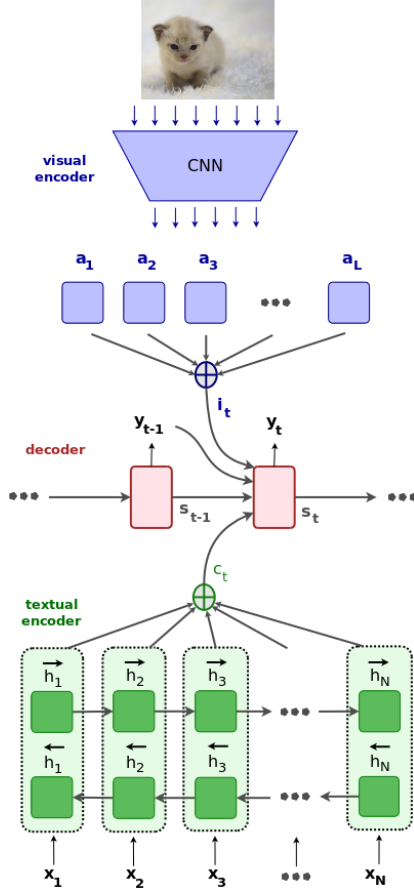 visual
encoder
CNN
a1 a2 a3 aL
it
yt-1 yt
decoder
st-1 st
ct
textual
encoder
h1 h2 h3 hN
h1 h2 h3 hN
x1 x2 x3 xN